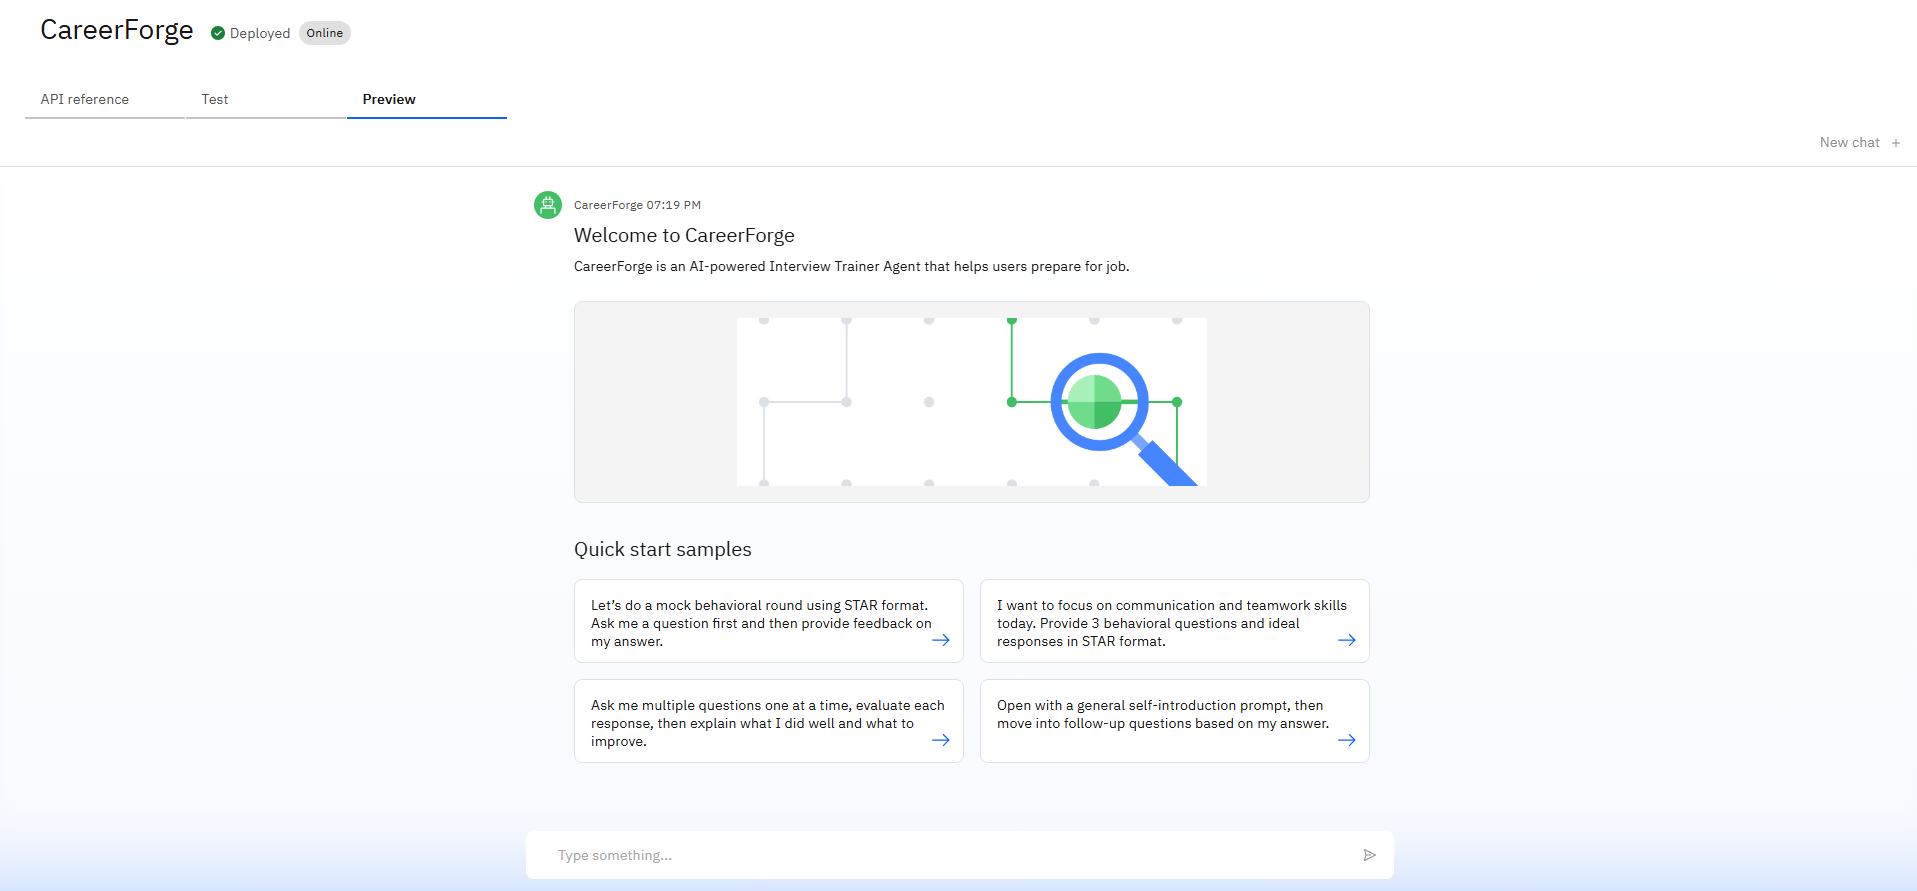 CareerForge
Deployed
Online
API reference
Test
Preview
New chat +
CareerForge 07:19 PM
Welcome to CareerForge
CareerForge is an AI-powered Interview Trainer Agent that helps users prepare for job.
Quick start samples
Let’s do a mock behavioral round using STAR format.
Ask me a question first and then provide feedback on
my answer.
I want to focus on communication and teamwork skills
today. Provide 3 behavioral questions and ideal
responses in STAR format.
Ask me multiple questions one at a time, evaluate each
response, then explain what I did well and what to
improve.
Open with a general self-introduction prompt, then
move into follow-up questions based on my answer.
Type something...